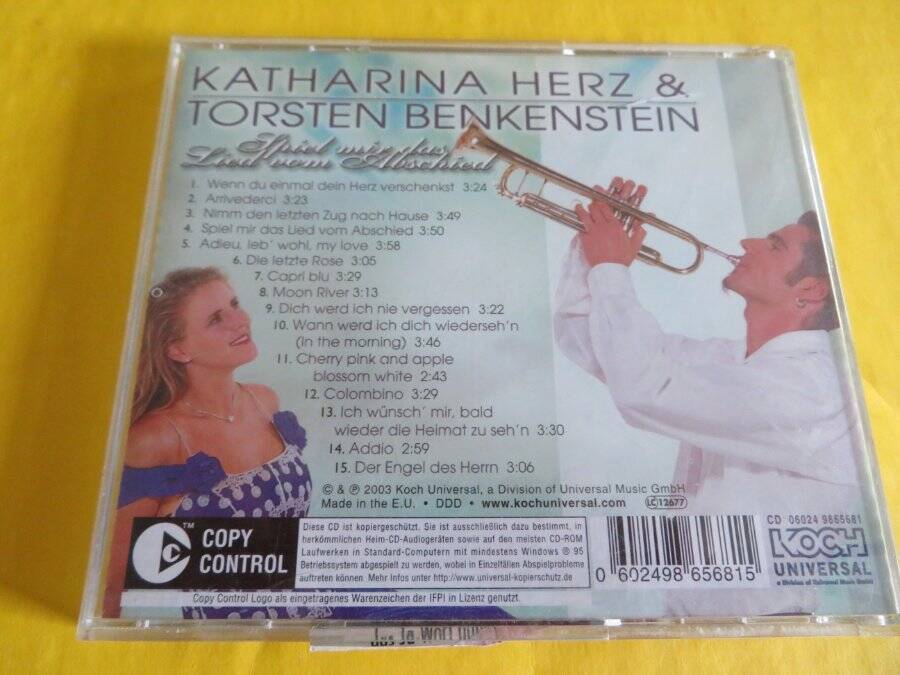 KATHARINA HERZ &
TORSTEN BENKENSTEIN
Spiel mir das
Lied vom Abschied
1. Wenn du einmal dein Herz verschenkst 3:24
2. Arrivederci 3:23
3. Nimm den letzten Zug nach Hause 3:49
4. Spiel mir das Lied vom Abschied 3:50
5. Adieu, leb' wohl, my love 3:58
6. Die letzte Rose 3:05
7. Capri blu 3:29
8. Moon River 3:13
9. Dich werd ich nie vergessen 3:22
10. Wann werd ich dich wiederseh'n
(In the morning) 3:46
11. Cherry pink and apple
blossom white 2:43
12. Colombino 3:29
13. Ich wünsch' mir, bald
wieder die Heimat zu seh'n 3:30
14. Addio 2:59
15. Der Engel des Herrn 3:06
© & ℗ 2003 Koch Universal, a Division of Universal Music GmbH
Made in the E.U. • DDD • www.kochuniversal.com LC 12677
COPY
CONTROL
TM
Diese CD ist kopiergeschützt. Sie ist ausschließlich dazu bestimmt, in
herkömmlichen Heim-CD-Audiogeräten sowie auf den meisten CD-ROM
Laufwerken in Standard-Computern mit mindestens Windows ® 95
Betriebssystem abgespielt zu werden, wobei in Einzelfällen Abspielprobleme
auftreten können. Mehr Infos unter http://www.universal-kopierschutz.de
Copy Control Logo als eingetragenes Warenzeichen der IFPI in Lizenz genutzt.
0 602498 656815
CD 06024 9865681
KOCH
UNIVERSAL
a Division of Universal Music GmbH